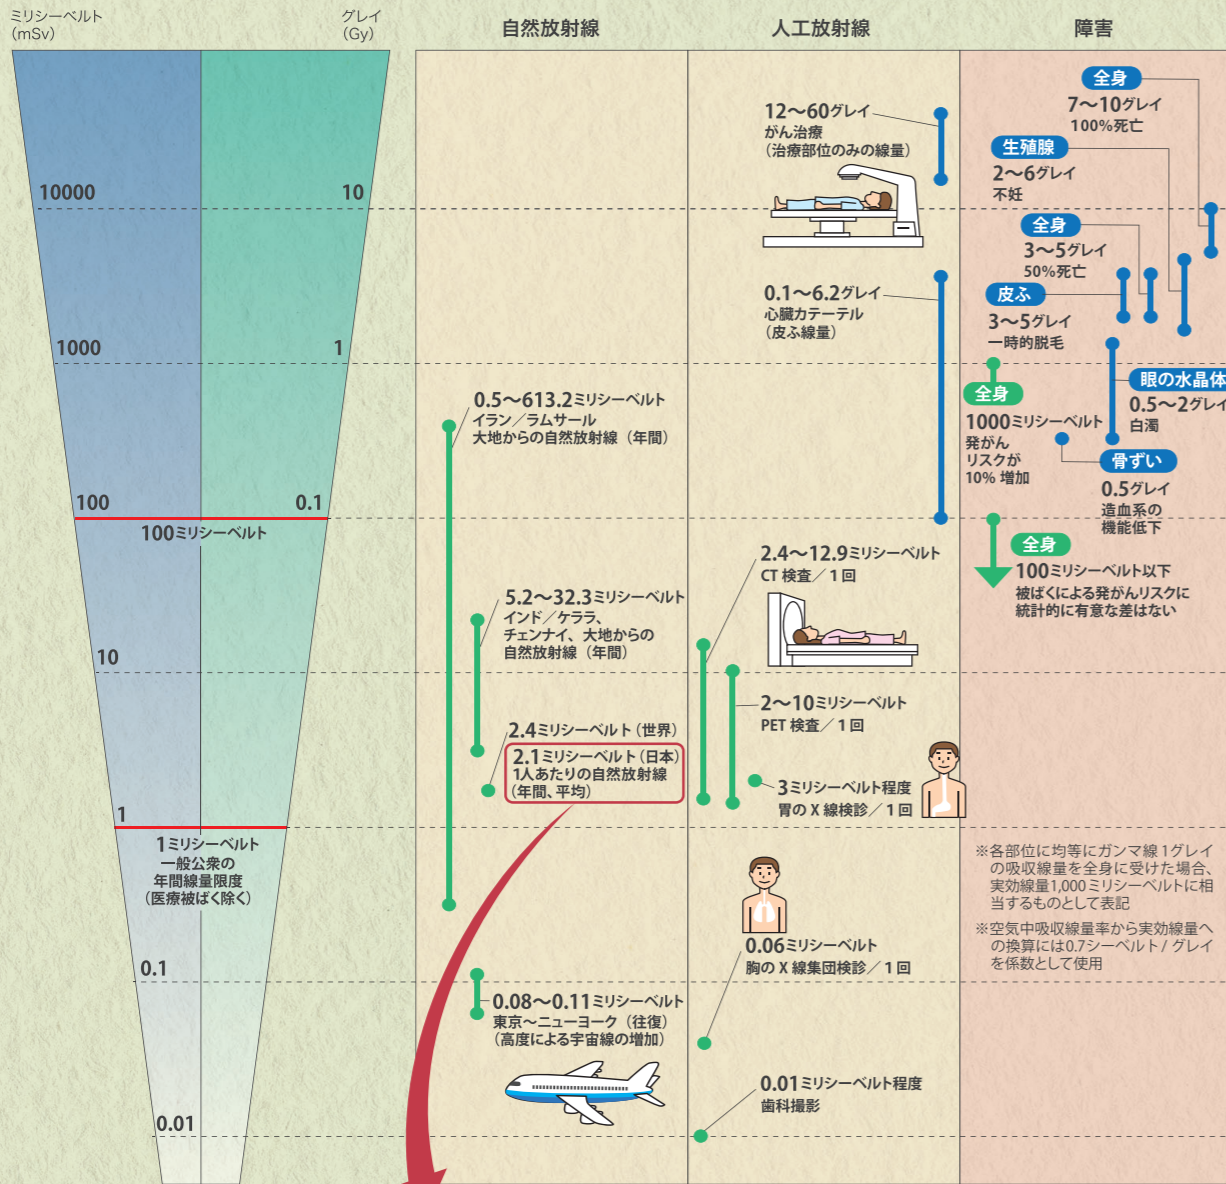 ミリシーベルト
(mSv)
グレイ
(Gy)
自然放射線
人工放射線
障害
10000
10
1000
1
100
0.1
100ミリシーベルト
10
1
1ミリシーベルト
一般公衆の
年間線量限度
(医療被ばく除く)
0.1
0.01
0.5〜613.2ミリシーベルト
イラン／ラムサール
大地からの自然放射線（年間）
5.2〜32.3ミリシーベルト
インド／ケララ、
チェンナイ、大地からの
自然放射線（年間）
2.4ミリシーベルト（世界）
2.1ミリシーベルト（日本）
1人あたりの自然放射線
（年間、平均）
0.08〜0.11ミリシーベルト
東京〜ニューヨーク（往復）
（高度による宇宙線の増加）
12〜60グレイ
がん治療
（治療部位のみの線量）
0.1〜6.2グレイ
心臓カテーテル
（皮ふ線量）
2.4〜12.9ミリシーベルト
CT 検査／1 回
2〜10ミリシーベルト
PET 検査／1 回
3ミリシーベルト程度
胃の X 線検診／1 回
0.06ミリシーベルト
胸の X 線集団検診／1 回
0.01ミリシーベルト程度
歯科撮影
全身
7〜10グレイ
100%死亡
生殖腺
2〜6グレイ
不妊
全身
3〜5グレイ
50%死亡
皮ふ
3〜5グレイ
一時的脱毛
眼の水晶体
0.5〜2グレイ
白濁
全身
1000ミリシーベルト
発がん
リスクが
10% 増加
骨ずい
0.5グレイ
造血系の
機能低下
全身
100ミリシーベルト以下
被ばくによる発がんリスクに
統計的に有意な差はない
※各部位に均等にガンマ線 1グレイ
の吸収線量を全身に受けた場合、
実効線量1,000ミリシーベルトに相
当するものとして表記
※空気中吸収線量率から実効線量へ
の換算には0.7シーベルト / グレイ
を係数として使用